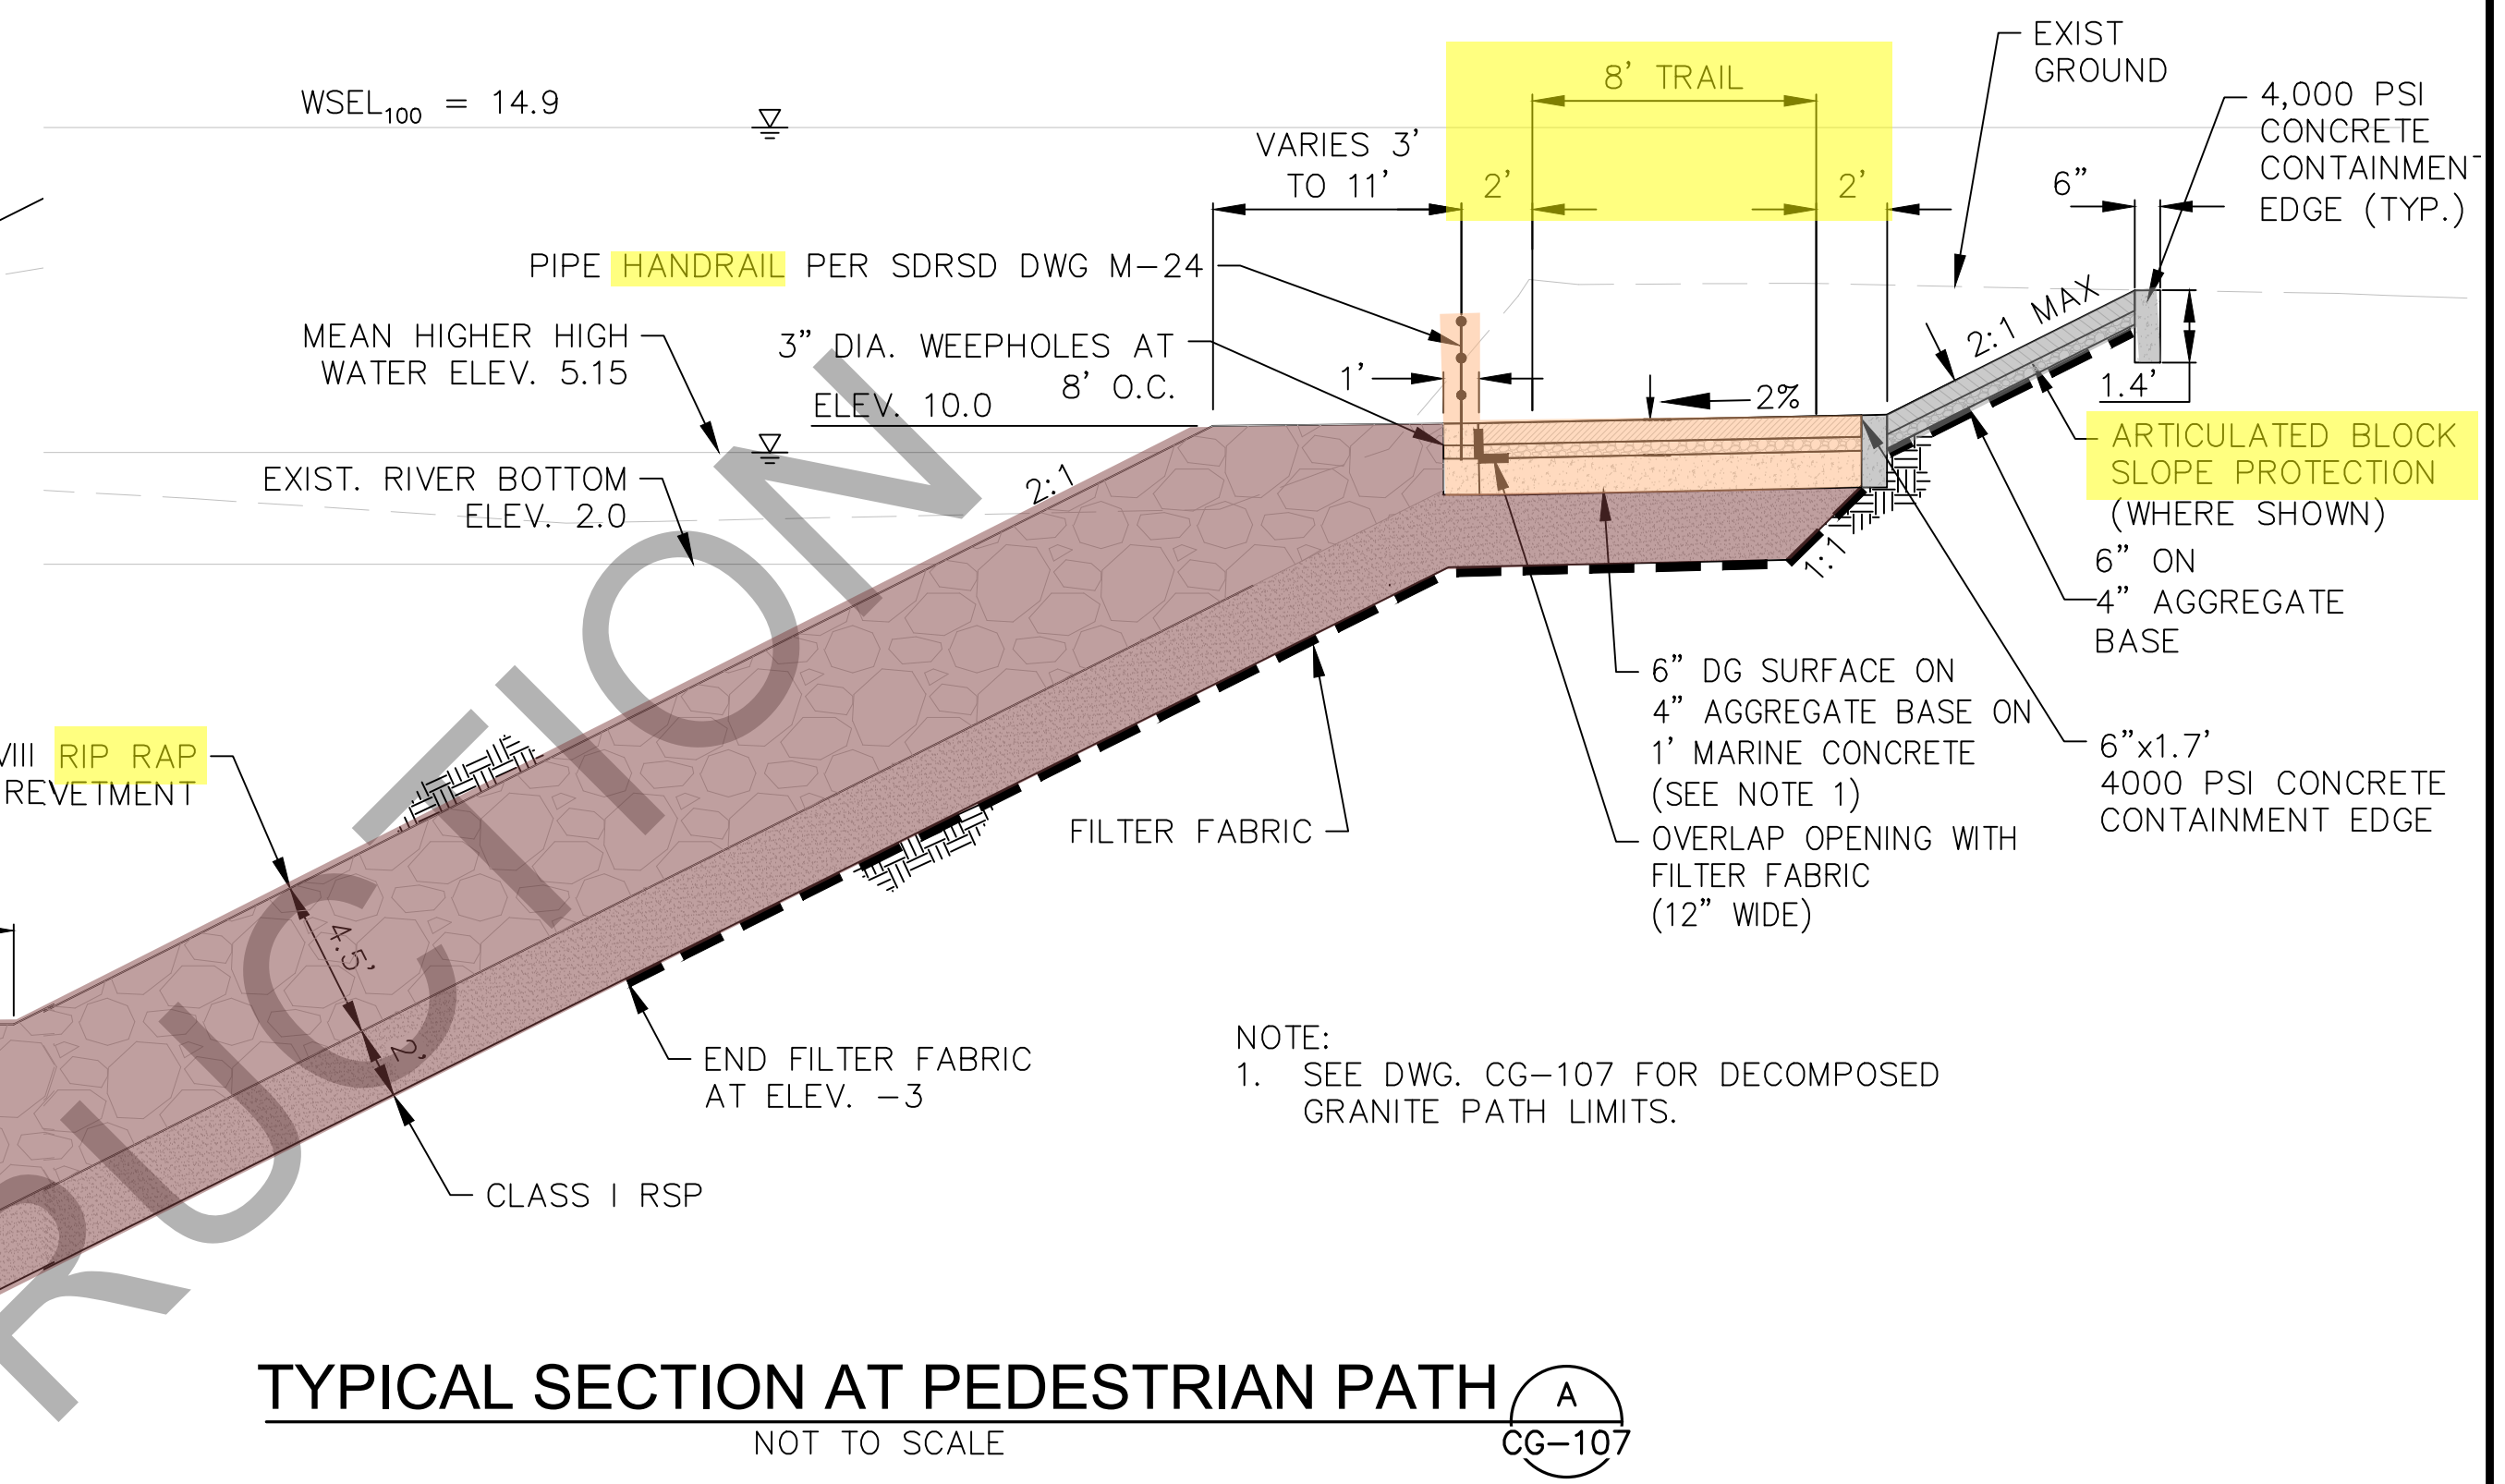 WSEL₁₀₀ = 14.9
8’ TRAIL
VARIES 3’
TO 11’
2’
2’
EXIST
GROUND
4,000 PSI
CONCRETE
CONTAINMEN
EDGE (TYP.)
6”
PIPE HANDRAIL PER SDRSD DWG M-24
MEAN HIGHER HIGH
WATER ELEV. 5.15
3” DIA. WEEPHOLES AT
8’ O.C.
1’
2%
2:1 MAX
1.4’
ELEV. 10.0
EXIST. RIVER BOTTOM
ELEV. 2.0
2:1
1:1
ARTICULATED BLOCK
SLOPE PROTECTION
(WHERE SHOWN)
6” ON
4” AGGREGATE
BASE
6” DG SURFACE ON
4” AGGREGATE BASE ON
1’ MARINE CONCRETE
(SEE NOTE 1)
6”x1.7’
4000 PSI CONCRETE
CONTAINMENT EDGE
OVERLAP OPENING WITH
FILTER FABRIC
(12” WIDE)
VIII RIP RAP
REVETMENT
FILTER FABRIC
4.5’
2’
END FILTER FABRIC
AT ELEV. -3
CLASS I RSP
NOTE:
1. SEE DWG. CG-107 FOR DECOMPOSED
GRANITE PATH LIMITS.
RUCTION
TYPICAL SECTION AT PEDESTRIAN PATH
NOT TO SCALE
A
CG-107